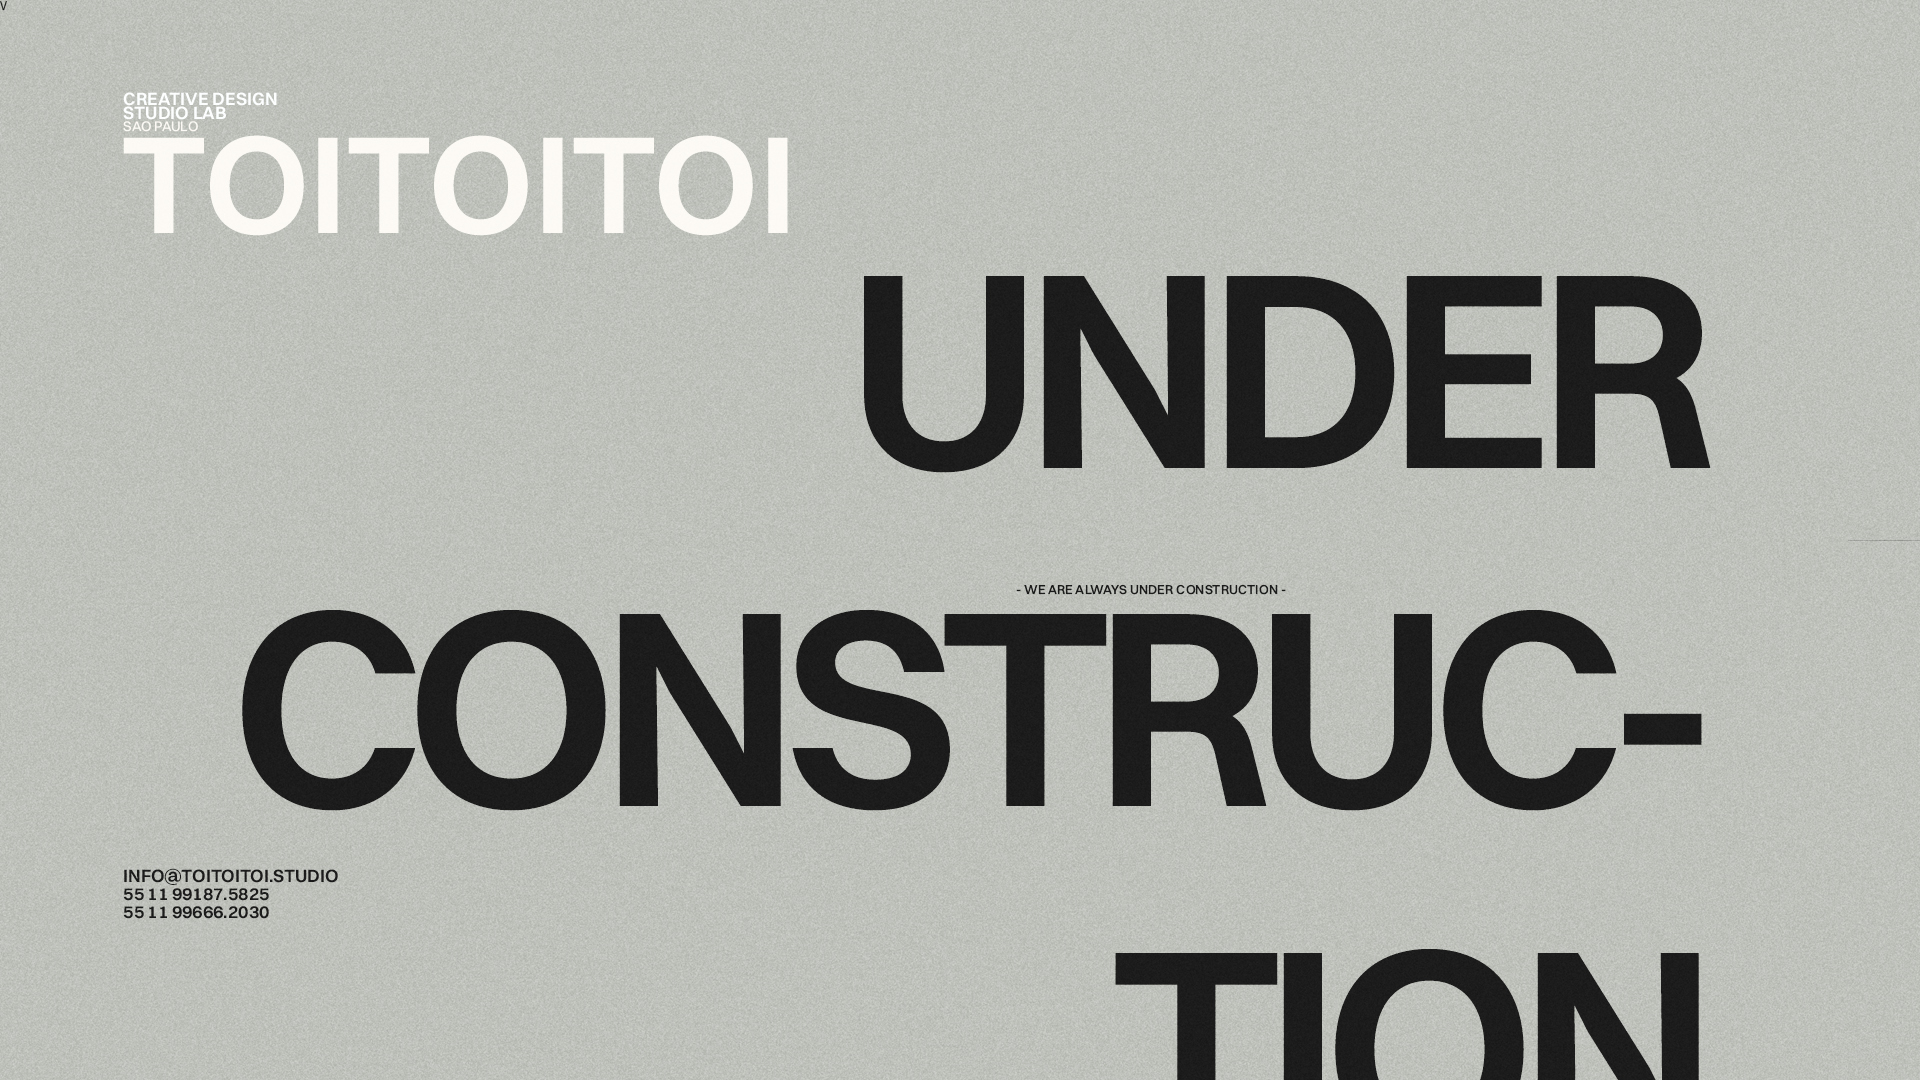 V
CREATIVE DESIGN
STUDIO LAB
SAO PAULO
TOITOITOI
UNDER
- WE ARE ALWAYS UNDER CONSTRUCTION -
CONSTRUC-
INFO@TOITOITOI.STUDIO
55 11 99187.5825
55 11 99666.2030
TION